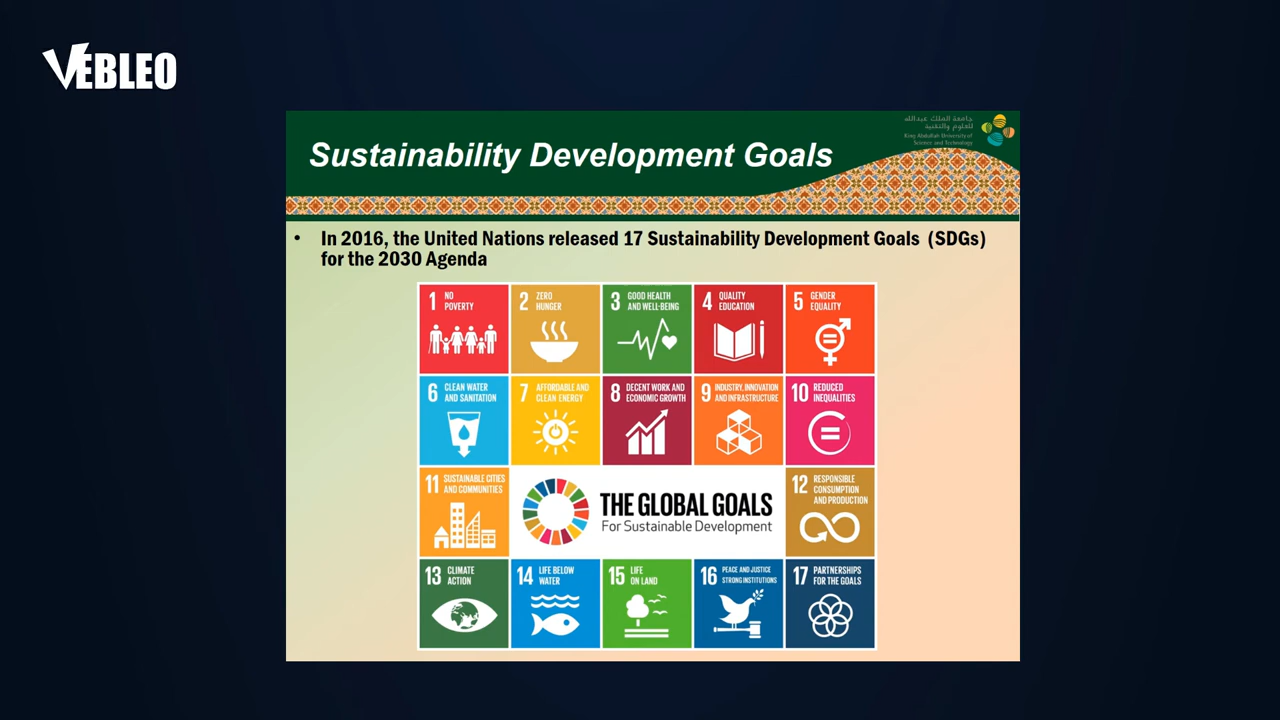 VEBLEO
جامعة الملك عبدالله
للعلوم والتقنية
King Abdullah University of
Science and Technology
Sustainability Development Goals
• In 2016, the United Nations released 17 Sustainability Development Goals (SDGs)
for the 2030 Agenda
1 NO
POVERTY
2 ZERO
HUNGER
3 GOOD HEALTH
AND WELL-BEING
4 QUALITY
EDUCATION
5 GENDER
EQUALITY
6 CLEAN WATER
AND SANITATION
7 AFFORDABLE AND
CLEAN ENERGY
8 DECENT WORK AND
ECONOMIC GROWTH
9 INDUSTRY, INNOVATION
AND INFRASTRUCTURE
10 REDUCED
INEQUALITIES
11 SUSTAINABLE CITIES
AND COMMUNITIES
THE GLOBAL GOALS
For Sustainable Development
12 RESPONSIBLE
CONSUMPTION
AND PRODUCTION
13 CLIMATE
ACTION
14 LIFE BELOW
WATER
15 LIFE
ON LAND
16 PEACE AND JUSTICE
STRONG INSTITUTIONS
17 PARTNERSHIPS
FOR THE GOALS